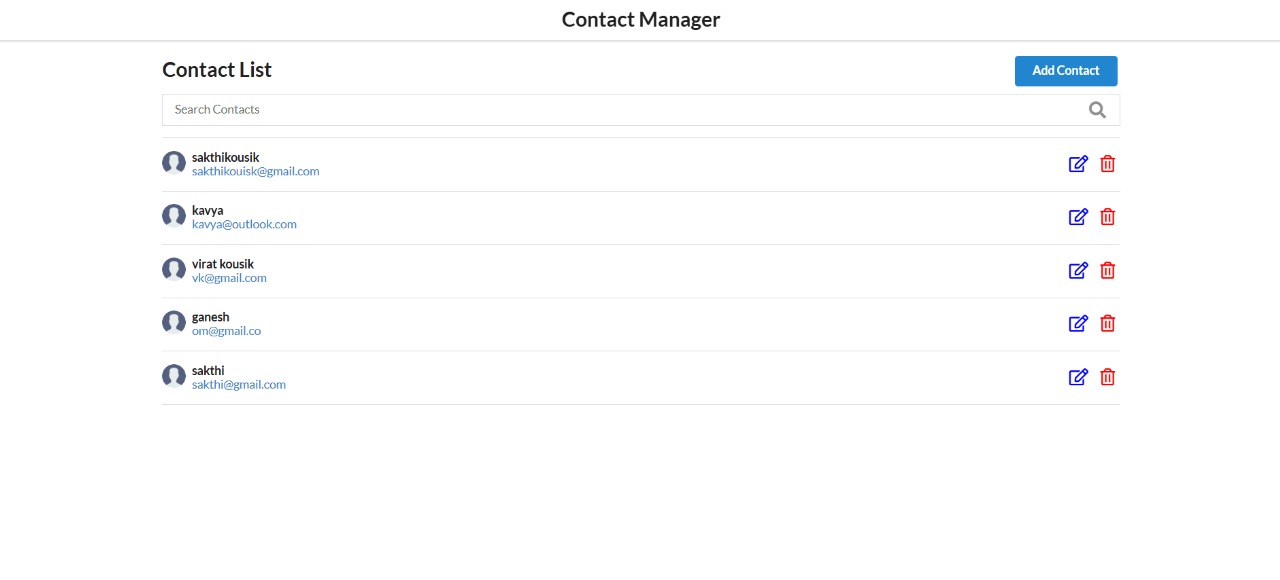 Contact Manager
Contact List
Add Contact
Search Contacts
sakthikousik
sakthikouisk@gmail.com
kavya
kavya@outlook.com
virat kousik
vk@gmail.com
ganesh
om@gmail.co
sakthi
sakthi@gmail.com